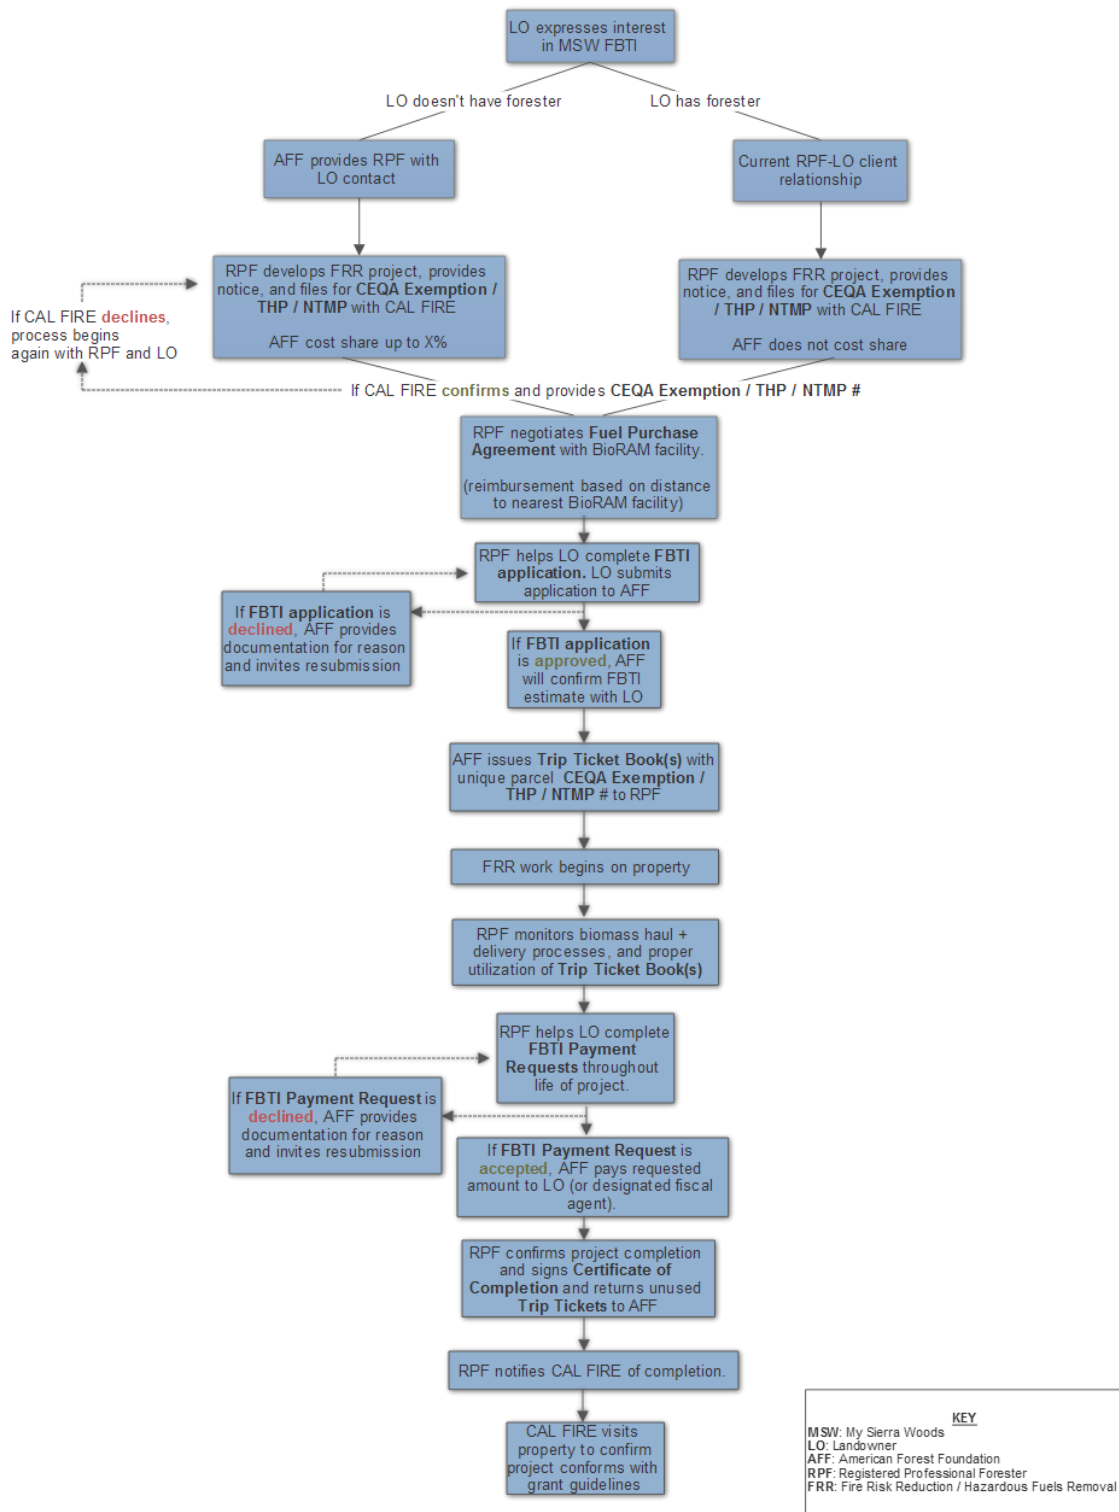 LO expresses interest
in MSW FBTI
LO doesn't have forester
LO has forester
AFF provides RPF with
LO contact
Current RPF-LO client
relationship
RPF develops FRR project, provides
notice, and files for CEQA Exemption /
THP / NTMP with CAL FIRE
AFF cost share up to X%
RPF develops FRR project, provides
notice, and files for CEQA Exemption
/ THP / NTMP with CAL FIRE
AFF does not cost share
If CAL FIRE declines,
process begins
again with RPF and LO
If CAL FIRE confirms and provides CEQA Exemption / THP / NTMP #
RPF negotiates Fuel Purchase
Agreement with BioRAM facility.
(reimbursement based on distance
to nearest BioRAM facility)
RPF helps LO complete FBTI
application. LO submits
application to AFF
If FBTI application is
declined, AFF provides
documentation for reason
and invites resubmission
If FBTI application
is approved, AFF
will confirm FBTI
estimate with LO
AFF issues Trip Ticket Book(s) with
unique parcel CEQA Exemption /
THP / NTMP # to RPF
FRR work begins on property
RPF monitors biomass haul +
delivery processes, and proper
utilization of Trip Ticket Book(s)
RPF helps LO complete
FBTI Payment
Requests throughout
life of project.
If FBTI Payment Request is
declined, AFF provides
documentation for reason
and invites resubmission
If FBTI Payment Request is
accepted, AFF pays requested
amount to LO (or designated fiscal
agent).
RPF confirms project completion
and signs Certificate of
Completion and returns unused
Trip Tickets to AFF
RPF notifies CAL FIRE of completion.
CAL FIRE visits
property to confirm
project conforms with
grant guidelines
KEY
MSW: My Sierra Woods
LO: Landowner
AFF: American Forest Foundation
RPF: Registered Professional Forester
FRR: Fire Risk Reduction / Hazardous Fuels Removal